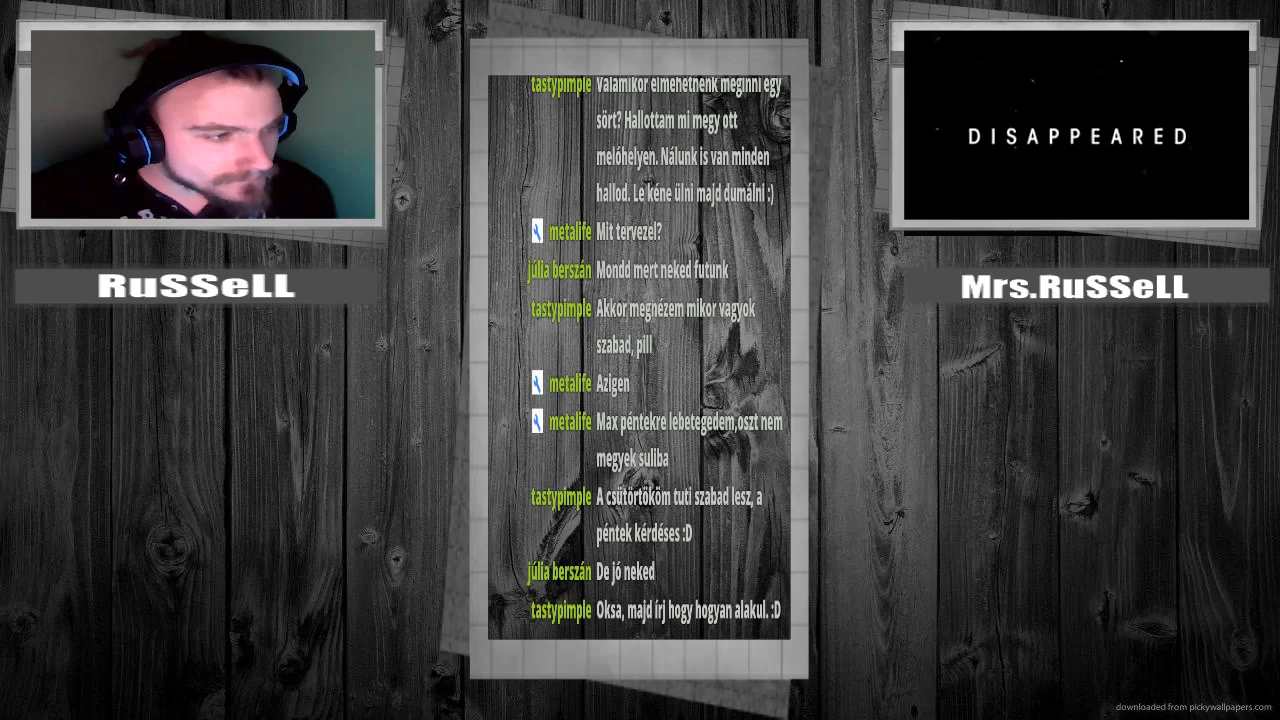 tastypimple Valamikor elmehetnénk meginni egy
sört? Hallottam mi megy ott
melóhelyen. Nálunk is van minden
hallod. Le kéne ülni majd dumálni :)
metalife Mit tervezel?
júlia berszán Mondd mert neked futunk
tastypimple Akkor megnézem mikor vagyok
szabad, pill
metalife Azigen
metalife Max péntekre lebetegedem,oszt nem
megyek suliba
tastypimple A csütörtököm tuti szabad lesz, a
péntek kérdéses :D
júlia berszán De jó neked
tastypimple Oksa, majd írj hogy hogyan alakul. :D
RuSSeLL
DISAPPEARED
Mrs.RuSSeLL
downloaded from pickywallpapers.com